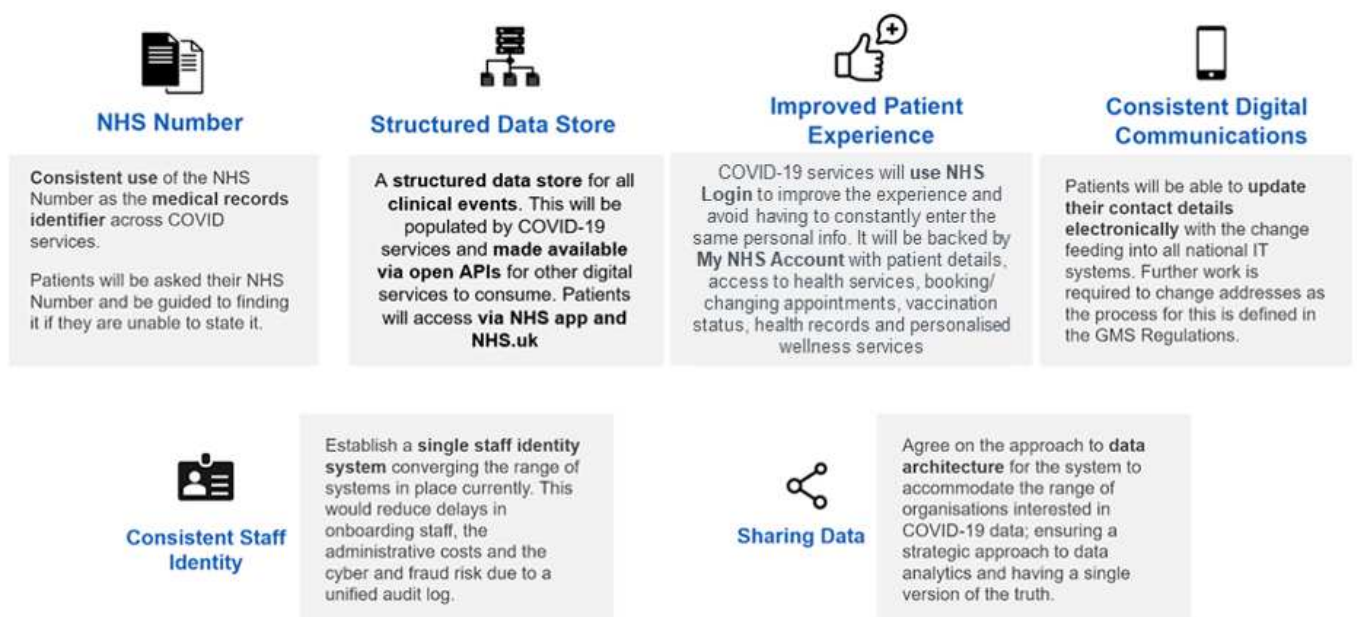 NHS Number
Consistent use of the NHS
Number as the medical records
identifier across COVID
services.
Patients will be asked their NHS
Number and be guided to finding
it if they are unable to state it.
Structured Data Store
A structured data store for all
clinical events. This will be
populated by COVID-19
services and made available
via open APIs for other digital
services to consume. Patients
will access via NHS app and
NHS.uk
Improved Patient
Experience
COVID-19 services will use NHS
Login to improve the experience and
avoid having to constantly enter the
same personal info. It will be backed by
My NHS Account with patient details,
access to health services, booking/
changing appointments, vaccination
status, health records and personalised
wellness services
Consistent Digital
Communications
Patients will be able to update
their contact details
electronically with the change
feeding into all national IT
systems. Further work is
required to change addresses as
the process for this is defined in
the GMS Regulations.
Consistent Staff
Identity
Establish a single staff identity
system converging the range of
systems in place currently. This
would reduce delays in
onboarding staff, the
administrative costs and the
cyber and fraud risk due to a
unified audit log.
Sharing Data
Agree on the approach to data
architecture for the system to
accommodate the range of
organisations interested in
COVID-19 data; ensuring a
strategic approach to data
analytics and having a single
version of the truth.